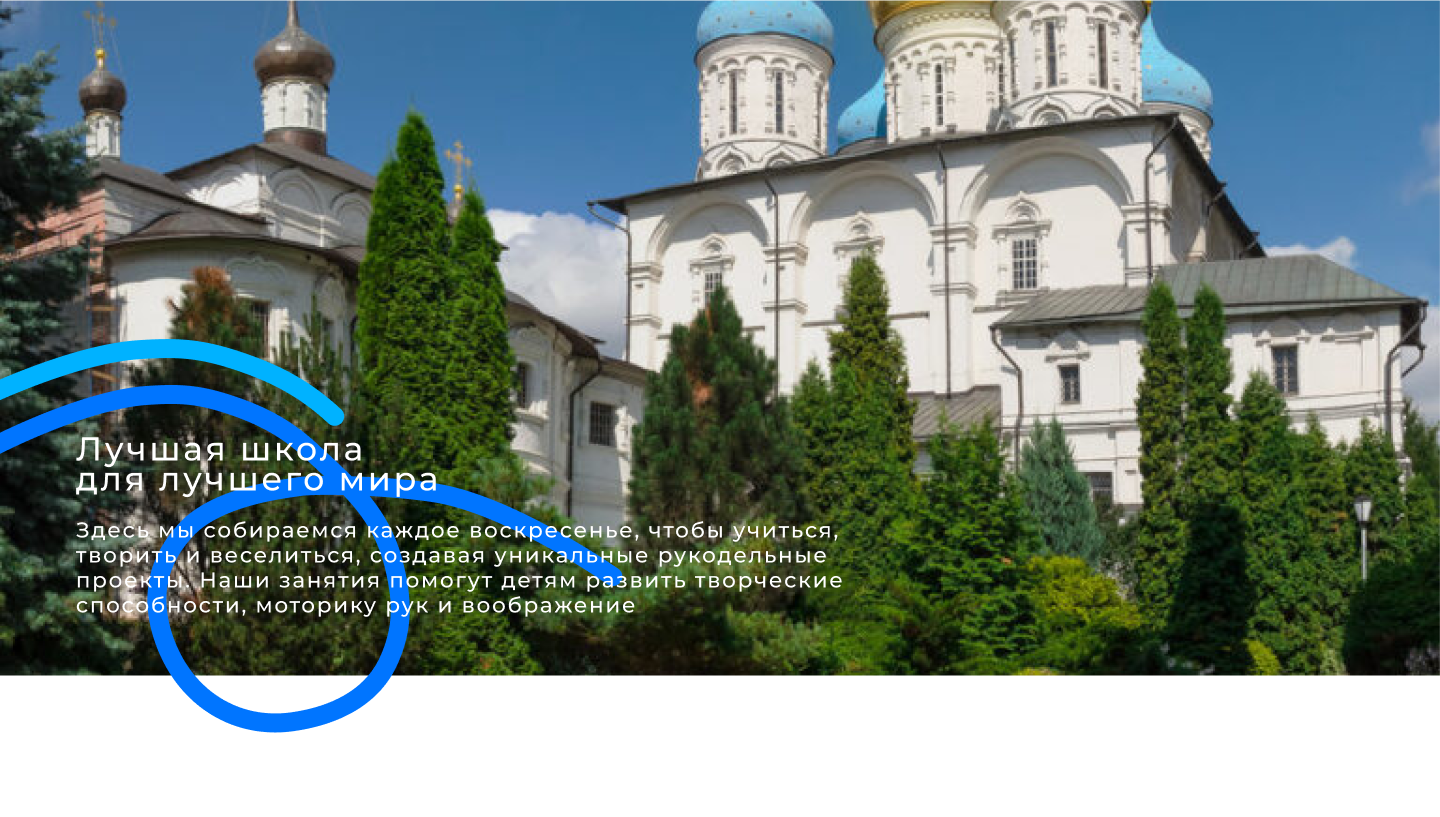 Лучшая школа
для лучшего мира
Здесь мы собираемся каждое воскресенье, чтобы учиться,
творить и веселиться, создавая уникальные рукодельные
проекты. Наши занятия помогут детям развить творческие
способности, моторику рук и воображение